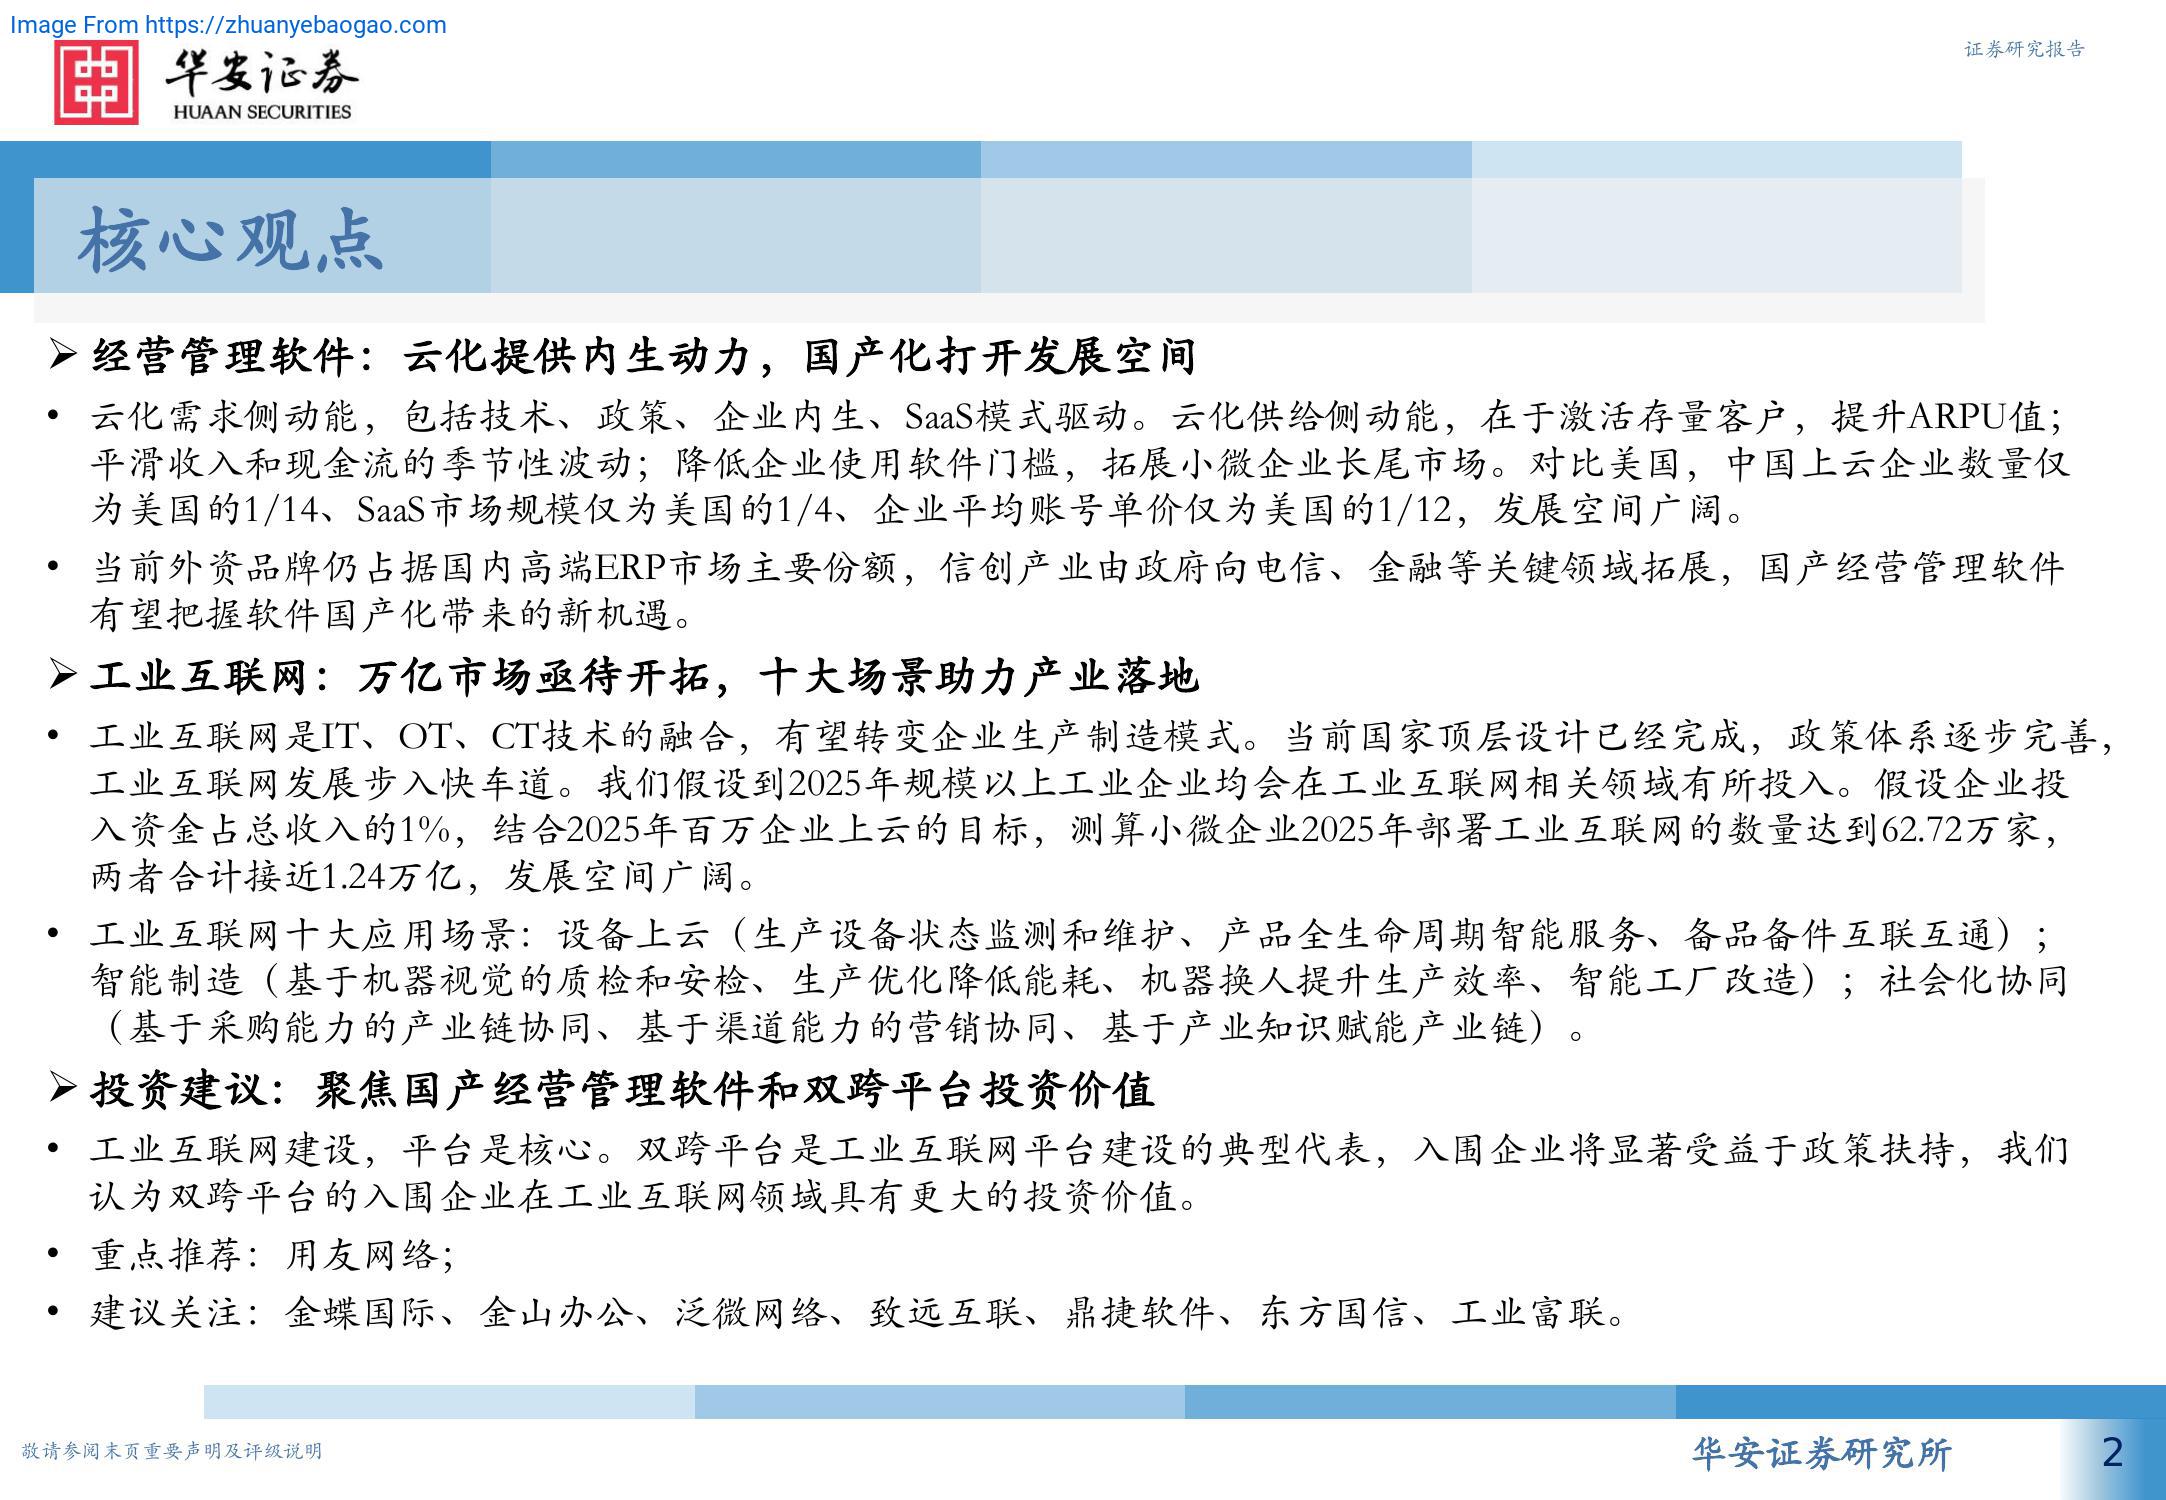 Image From https://zhuanyebaogao.com
华安证券
HUAAN SECURITIES
证券研究报告
核心观点
➢ 经营管理软件：云化提供内生动力，国产化打开发展空间
• 云化需求侧动能，包括技术、政策、企业内生、SaaS模式驱动。云化供给侧动能，在于激活存量客户，提升ARPU值；
平滑收入和现金流的季节性波动；降低企业使用软件门槛，拓展小微企业长尾市场。对比美国，中国上云企业数量仅
为美国的1/14、SaaS市场规模仅为美国的1/4、企业平均账号单价仅为美国的1/12，发展空间广阔。
• 当前外资品牌仍占据国内高端ERP市场主要份额，信创产业由政府向电信、金融等关键领域拓展，国产经营管理软件
有望把握软件国产化带来的新机遇。
➢ 工业互联网：万亿市场亟待开拓，十大场景助力产业落地
• 工业互联网是IT、OT、CT技术的融合，有望转变企业生产制造模式。当前国家顶层设计已经完成，政策体系逐步完善，
工业互联网发展步入快车道。我们假设到2025年规模以上工业企业均会在工业互联网相关领域有所投入。假设企业投
入资金占总收入的1%，结合2025年百万企业上云的目标，测算小微企业2025年部署工业互联网的数量达到62.72万家，
两者合计接近1.24万亿，发展空间广阔。
• 工业互联网十大应用场景：设备上云（生产设备状态监测和维护、产品全生命周期智能服务、备品备件互联互通）；
智能制造（基于机器视觉的质检和安检、生产优化降低能耗、机器换人提升生产效率、智能工厂改造）；社会化协同
（基于采购能力的产业链协同、基于渠道能力的营销协同、基于产业知识赋能产业链）。
➢ 投资建议：聚焦国产经营管理软件和双跨平台投资价值
• 工业互联网建设，平台是核心。双跨平台是工业互联网平台建设的典型代表，入围企业将显著受益于政策扶持，我们
认为双跨平台的入围企业在工业互联网领域具有更大的投资价值。
• 重点推荐：用友网络；
• 建议关注：金蝶国际、金山办公、泛微网络、致远互联、鼎捷软件、东方国信、工业富联。
敬请参阅末页重要声明及评级说明
华安证券研究所
2